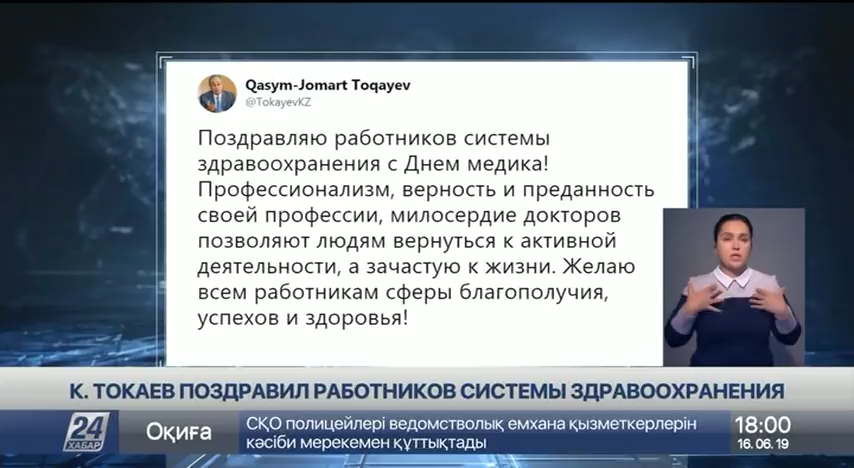 Qasym-Jomart Toqayev
@TokayevKZ
Поздравляю работников системы
здравоохранения с Днем медика!
Профессионализм, верность и преданность
своей профессии, милосердие докторов
позволяют людям вернуться к активной
деятельности, а зачастую к жизни. Желаю
всем работникам сферы благополучия,
успехов и здоровья!
К. ТОКАЕВ ПОЗДРАВИЛ РАБОТНИКОВ СИСТЕМЫ ЗДРАВООХРАНЕНИЯ
24
ХАБАР
Оқиға
СҚО полицейлері ведомстволық емхана қызметкерлерін
кәсіби мерекемен құттықтады
18:00
16.06.19